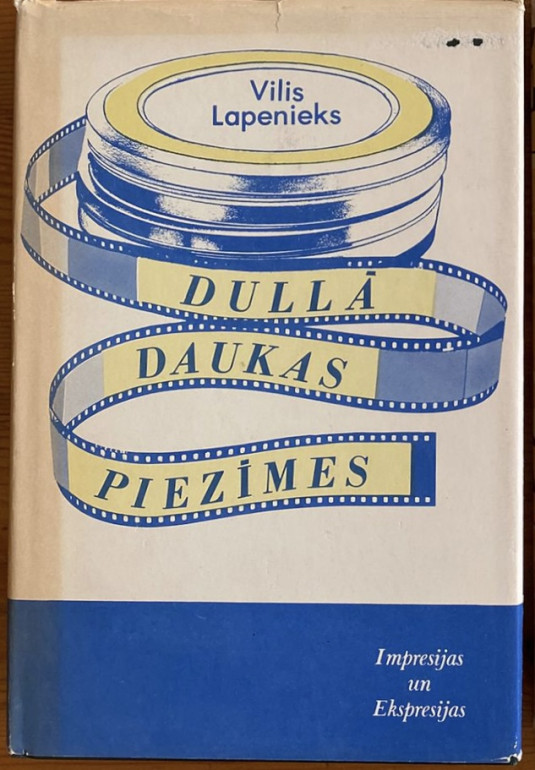 Vilis
Lapenieks
DULLĀ
DAUKAS
PIEZĪMES
Impresijas
un
Ekspresijas